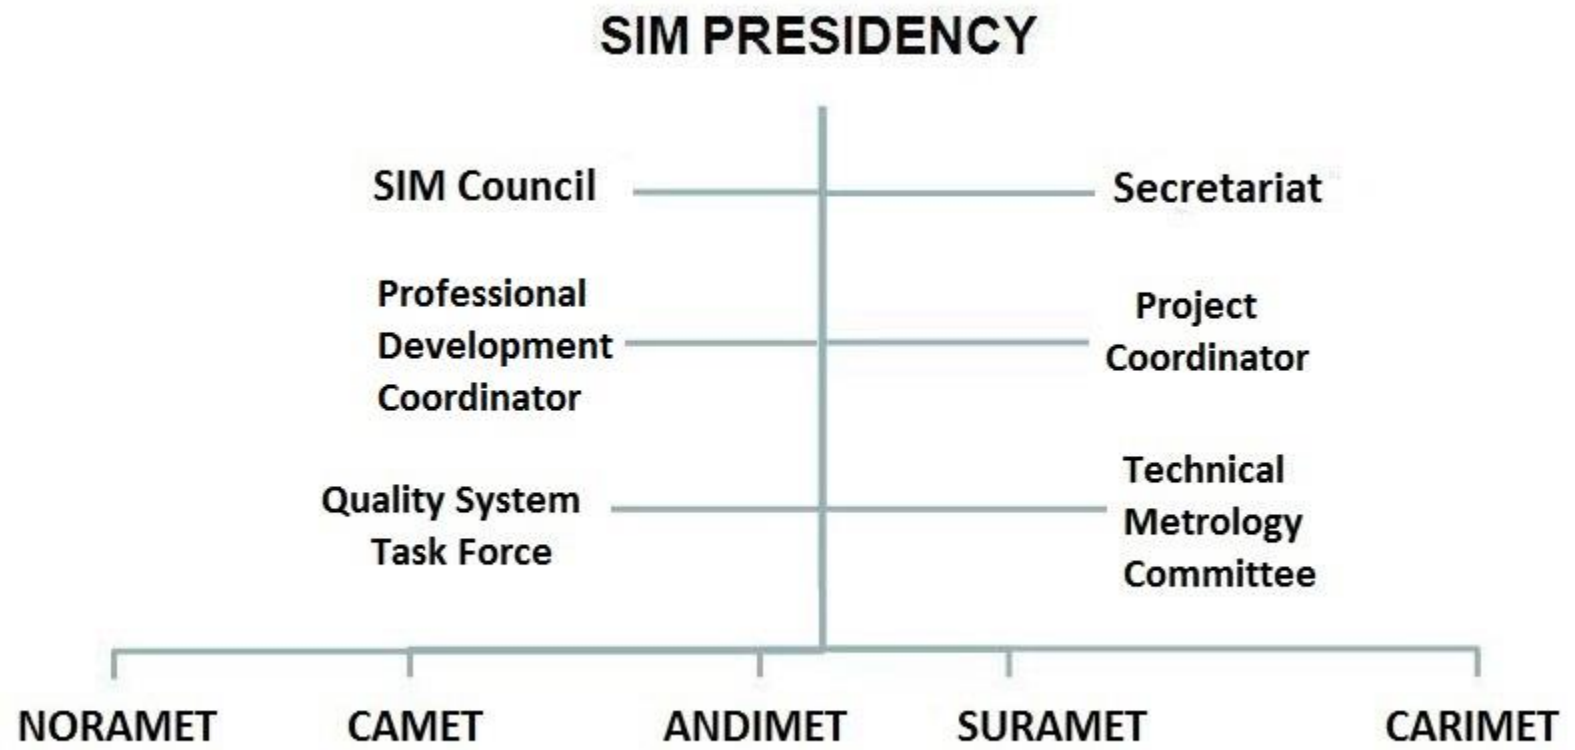 SIM PRESIDENCY
SIM Council
Secretariat
Professional
Development
Coordinator
Project
Coordinator
Quality System
Task Force
Technical
Metrology
Committee
NORAMET
CAMET
ANDIMET
SURAMET
CARIMET